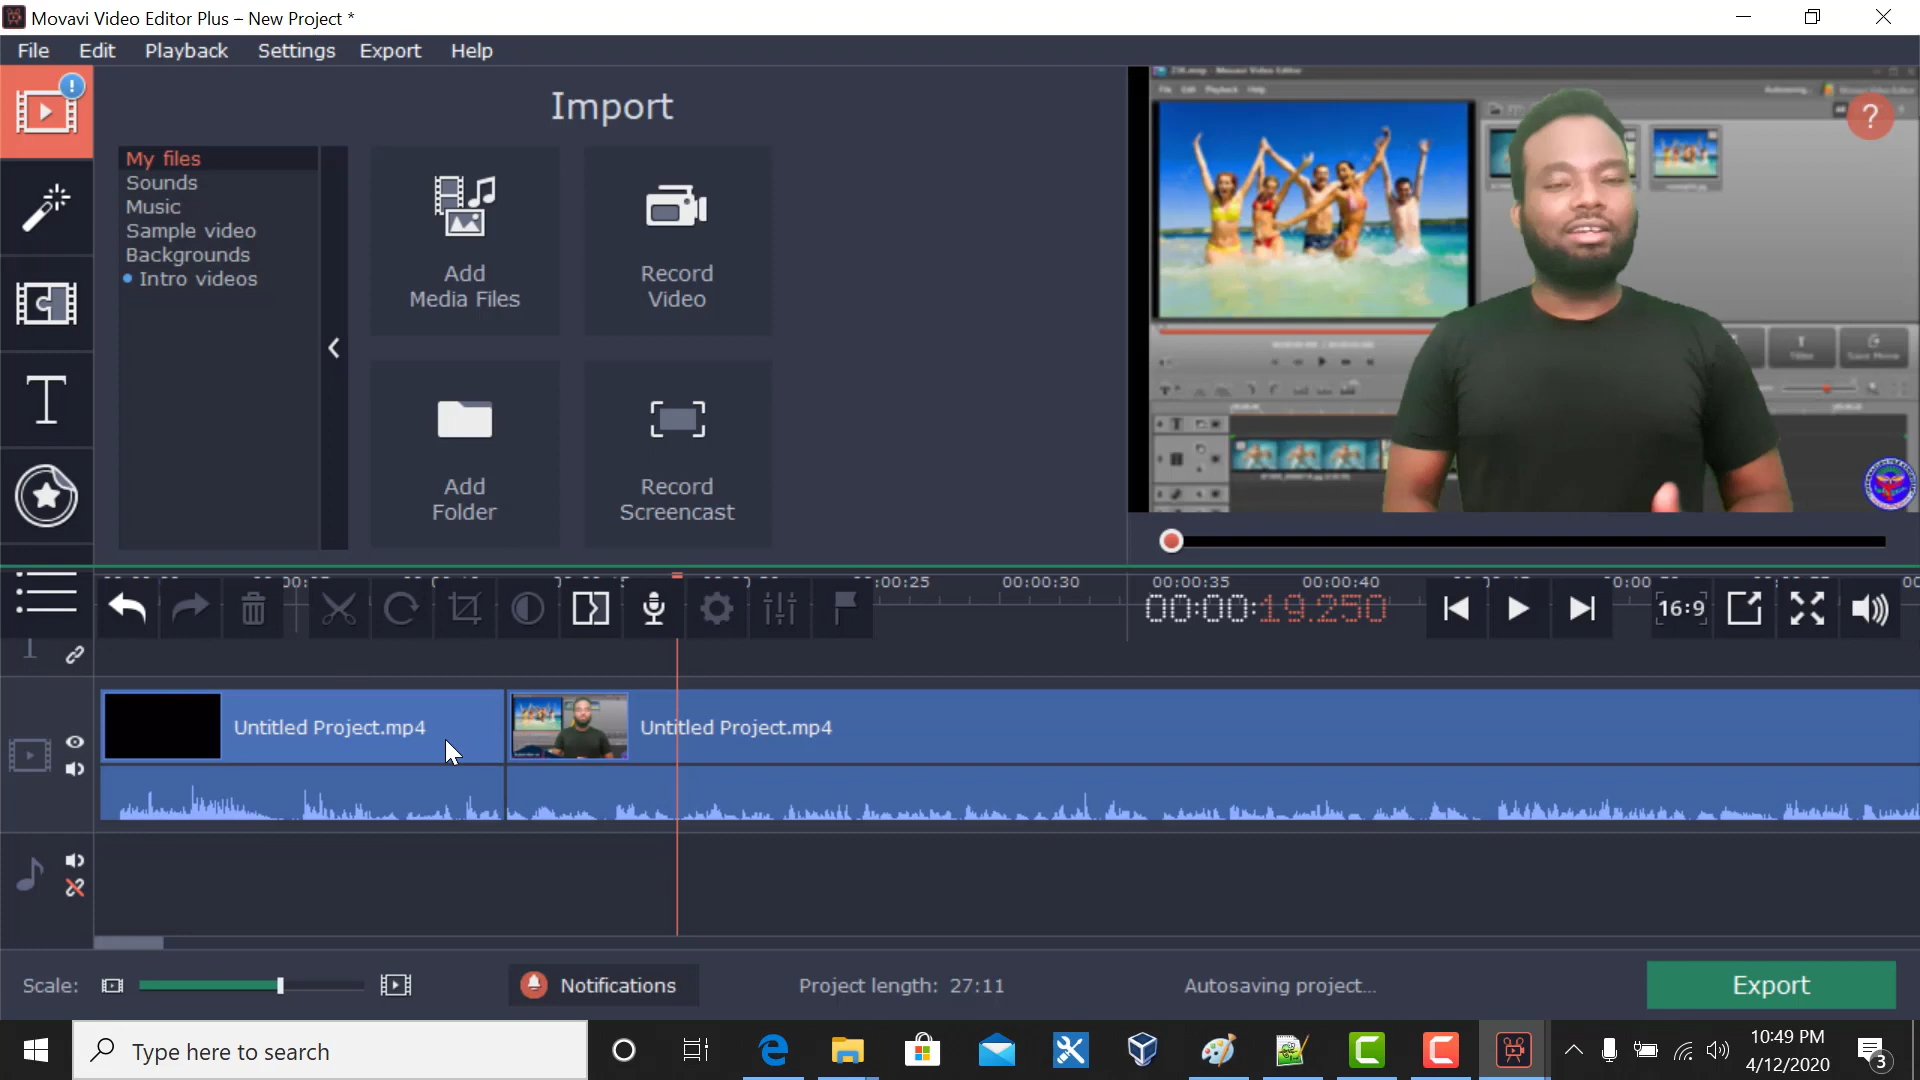 Movavi Video Editor Plus – New Project *
File Edit Playback Settings Export Help
Import
My files
Sounds
Music
Sample video
Backgrounds
Intro videos
Add
Media Files
Record
Video
Add
Folder
Record
Screencast
?
:00:25 00:00:30 00:00:35 00:00:40
00:00:19.250
16:9
Untitled Project.mp4
Untitled Project.mp4
Scale:
Notifications
Project length: 27:11
Autosaving project...
Export
Type here to search
10:49 PM
4/12/2020
3